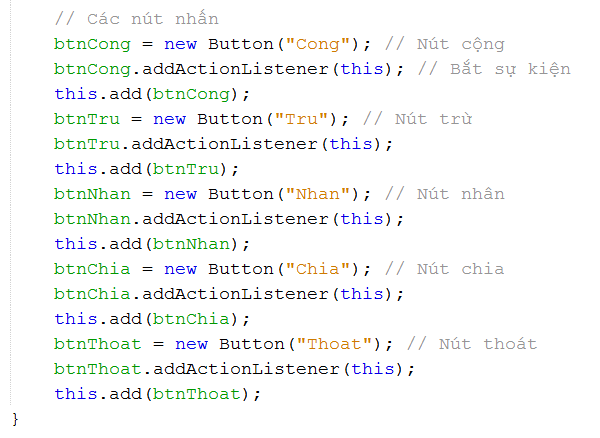 // Các nút nhấn
btnCong = new Button("Cong"); // Nút cộng
btnCong.addActionListener(this); // Bắt sự kiện
this.add(btnCong);
btnTru = new Button("Tru"); // Nút trừ
btnTru.addActionListener(this);
this.add(btnTru);
btnNhan = new Button("Nhan"); // Nút nhân
btnNhan.addActionListener(this);
this.add(btnNhan);
btnChia = new Button("Chia"); // Nút chia
btnChia.addActionListener(this);
this.add(btnChia);
btnThoat = new Button("Thoat"); // Nút thoát
btnThoat.addActionListener(this);
this.add(btnThoat);
}